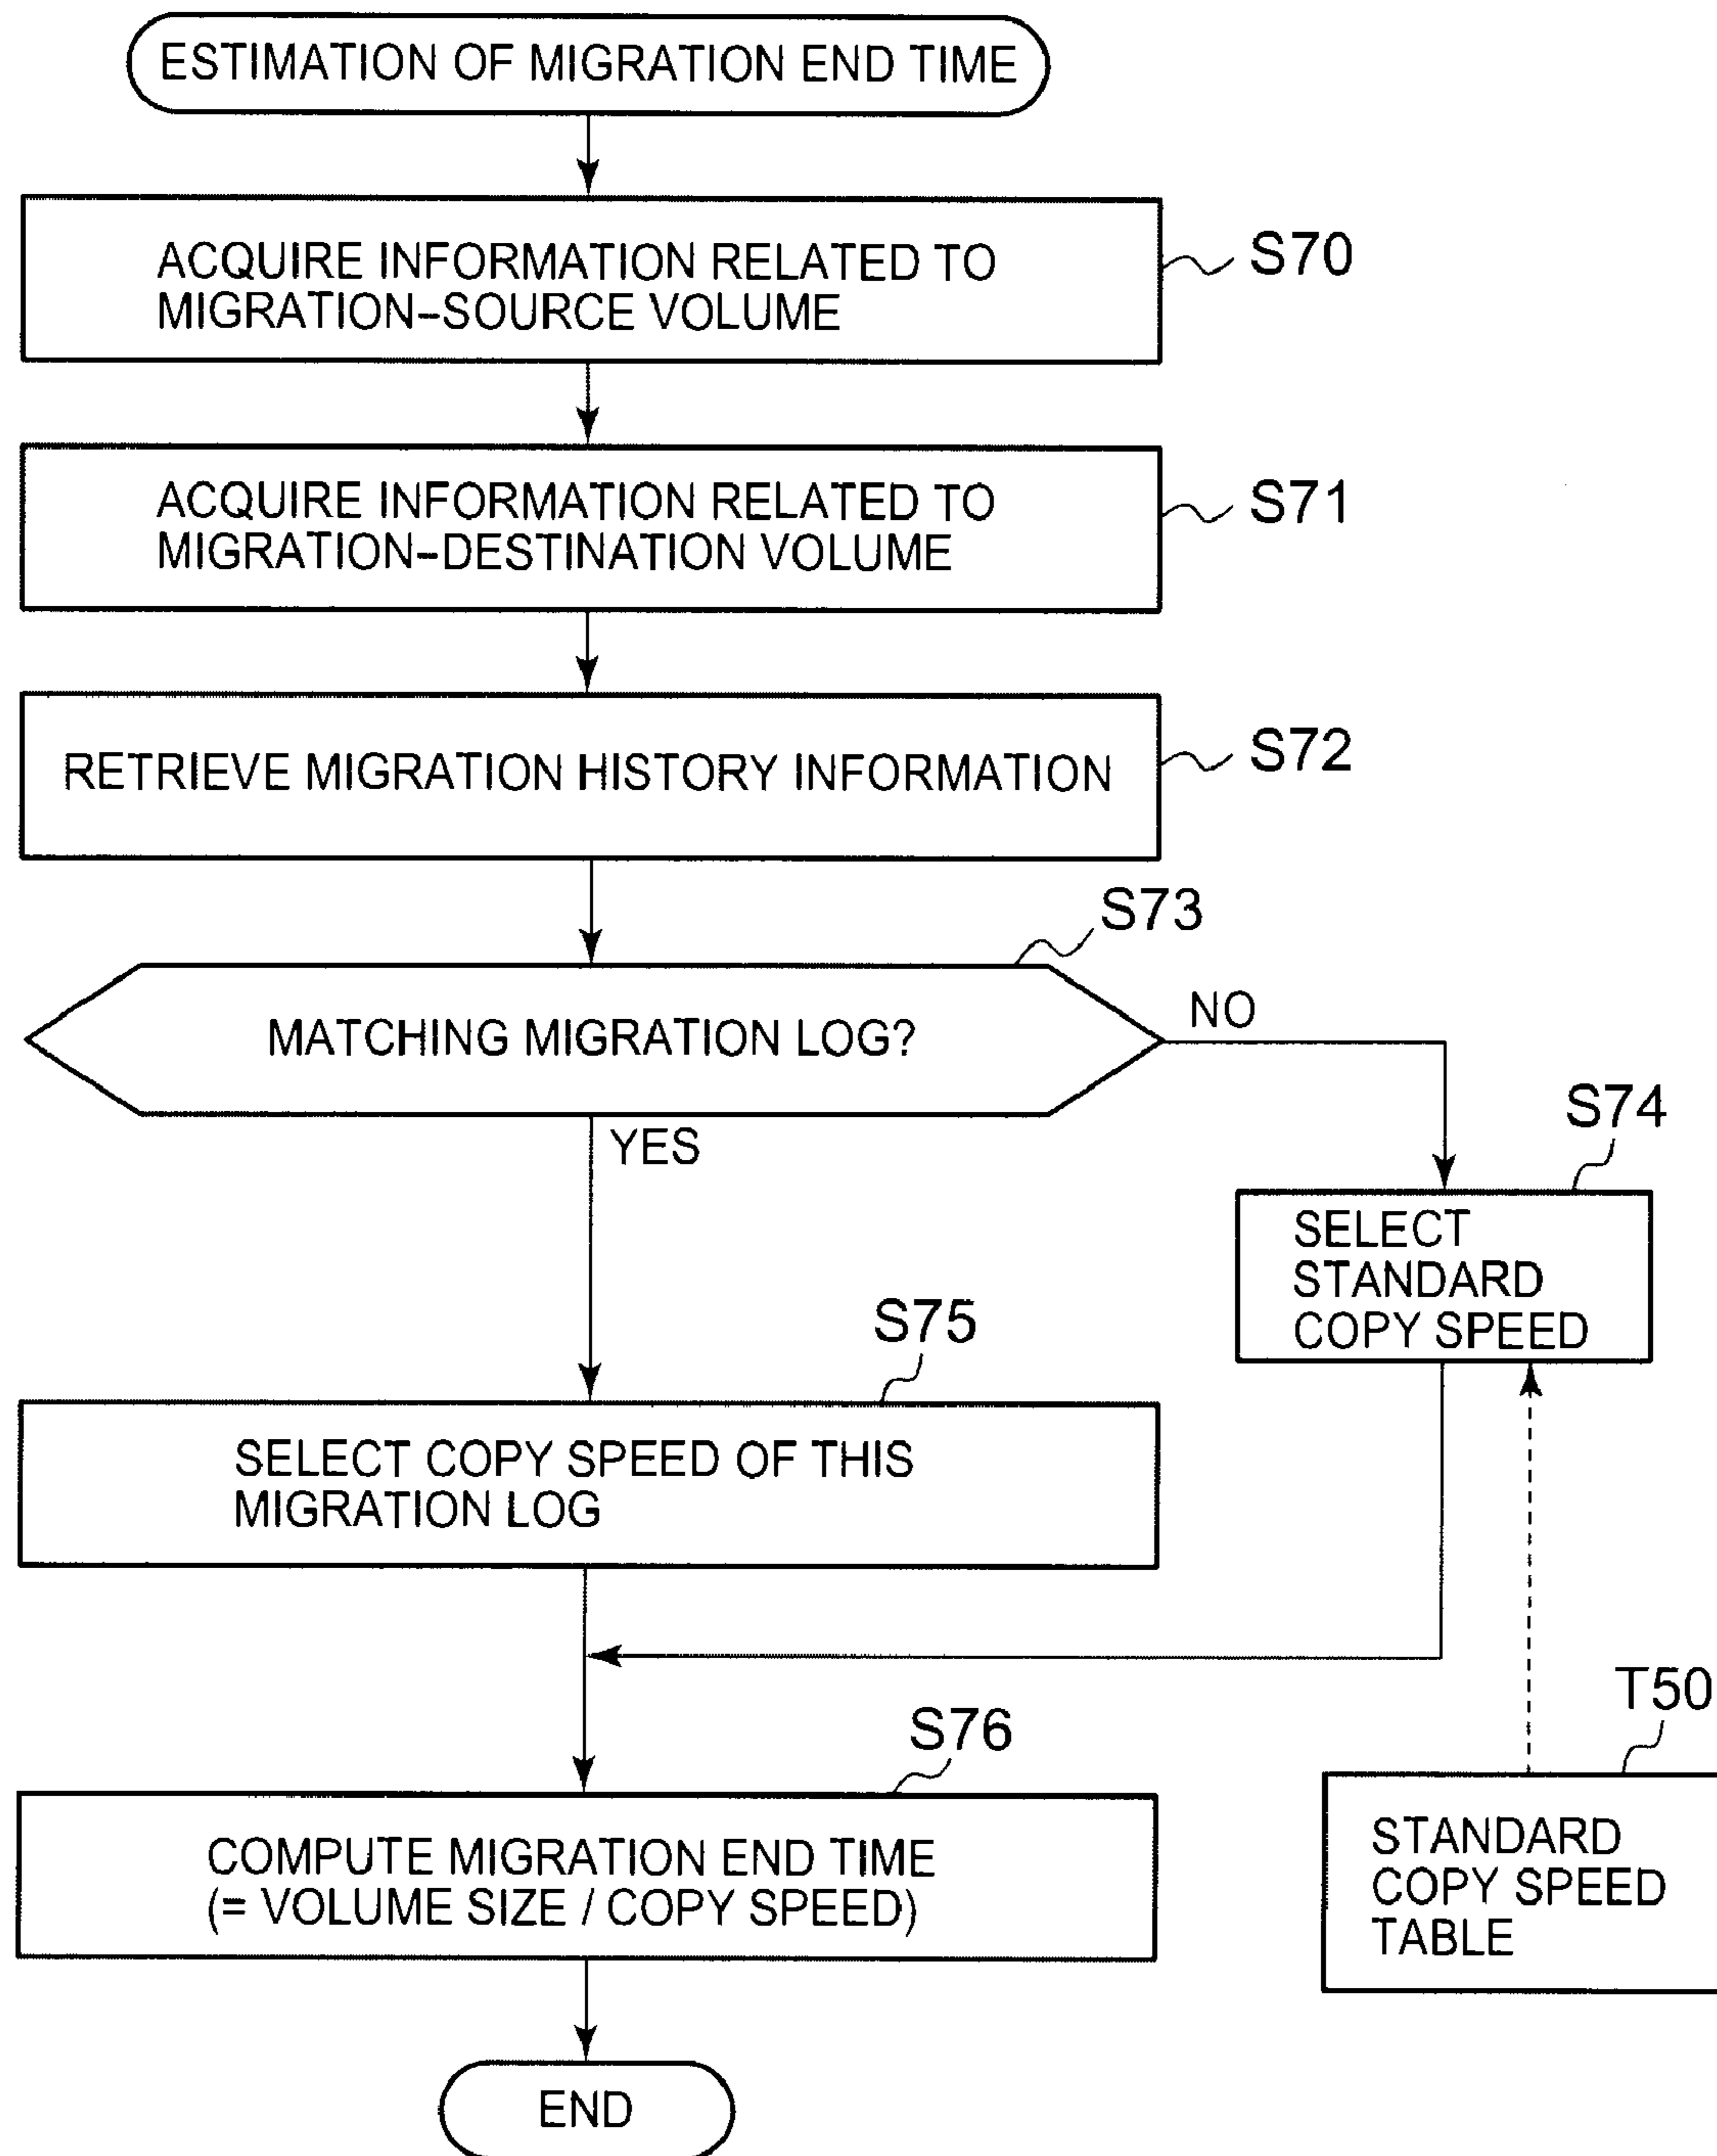 ESTIMATION OF MIGRATION END TIME
ACQUIRE INFORMATION RELATED TO
MIGRATION-SOURCE VOLUME
S70
ACQUIRE INFORMATION RELATED TO
MIGRATION-DESTINATION VOLUME
S71
RETRIEVE MIGRATION HISTORY INFORMATION
S72
S73
MATCHING MIGRATION LOG?
NO
YES
S74
SELECT
STANDARD
COPY SPEED
S75
SELECT COPY SPEED OF THIS
MIGRATION LOG
T50
STANDARD
COPY SPEED
TABLE
S76
COMPUTE MIGRATION END TIME
(= VOLUME SIZE / COPY SPEED)
END